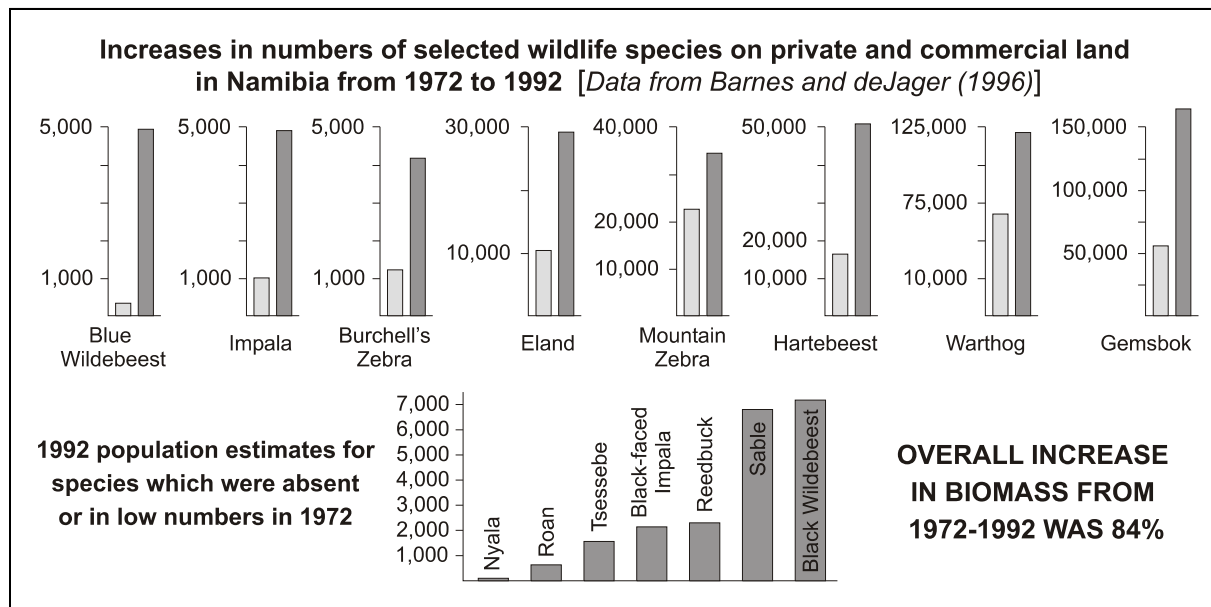 Increases in numbers of selected wildlife species on private and commercial land
in Namibia from 1972 to 1992 [Data from Barnes and deJager (1996)]
5,000
1,000
Blue
Wildebeest
5,000
1,000
Impala
5,000
1,000
Burchell's
Zebra
30,000
10,000
Eland
40,000
20,000
10,000
Mountain
Zebra
50,000
20,000
10,000
Hartebeest
125,000
75,000
10,000
Warthog
150,000
100,000
50,000
Gemsbok
1992 population estimates for
species which were absent
or in low numbers in 1972
7,000
6,000
5,000
4,000
3,000
2,000
1,000
Nyala
Roan
Tsessebe
Black-faced
Impala
Reedbuck
Sable
Black Wildebeest
OVERALL INCREASE
IN BIOMASS FROM
1972-1992 WAS 84%